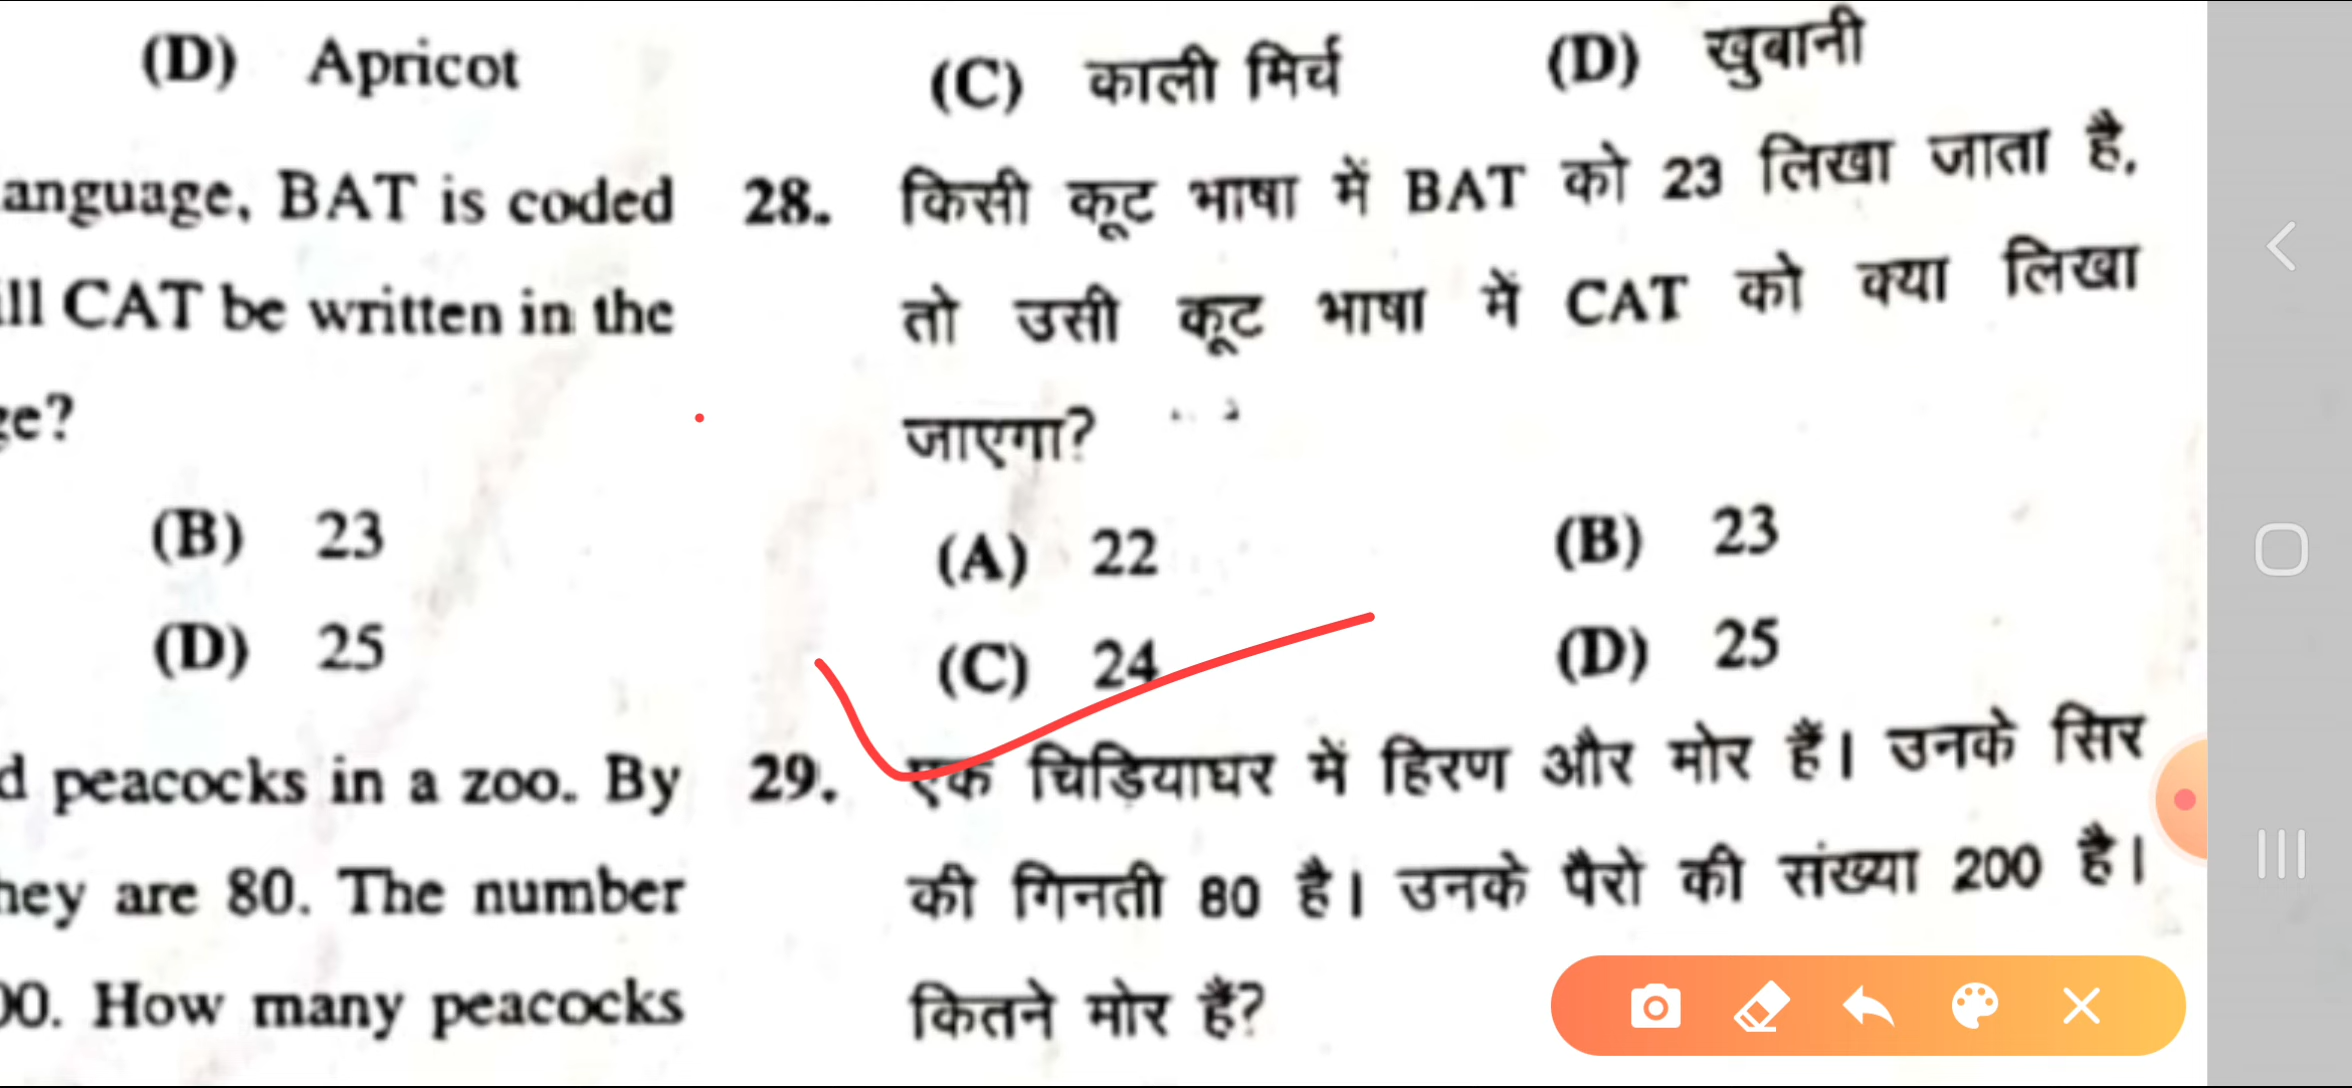 (D) Apricot
anguage, BAT is coded
ill CAT be written in the
ge?
(B) 23
(D) 25
d peacocks in a zoo. By
hey are 80. The number
00. How many peacocks
(C) काली मिर्च (D) खुबानी
28. किसी कूट भाषा में BAT को 23 लिखा जाता है,
तो उसी कूट भाषा में CAT को क्या लिखा
जाएगा?
(A) 22 (B) 23
(C) 24 (D) 25
29. एक चिड़ियाघर में हिरण और मोर हैं। उनके सिर
की गिनती 80 है। उनके पैरो की संख्या 200 है।
कितने मोर हैं?